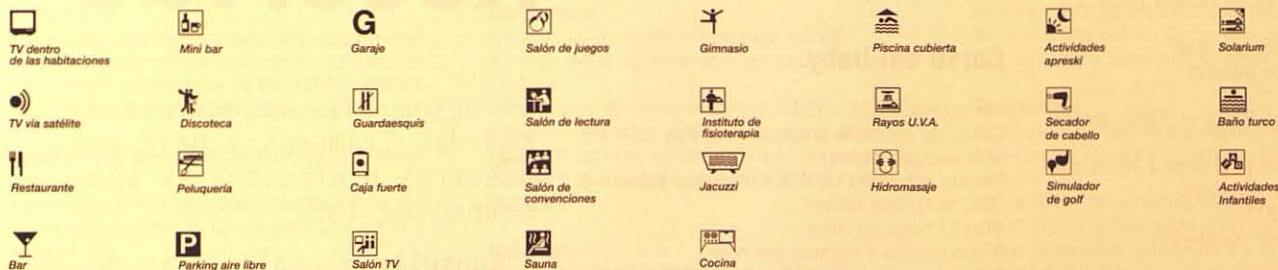 TV dentro
de las habitaciones
Mini bar
G
Garaje
Salón de juegos
Gimnasio
Piscina cubierta
Actividades
apreski
Solarium
TV vía satélite
Discoteca
Guardaesquis
Salón de lectura
Instituto de
fisioterapia
Rayos U.V.A.
Secador
de cabello
Baño turco
Restaurante
Peluquería
Caja fuerte
Salón de
convenciones
Jacuzzi
Hidromasaje
Simulador
de golf
Actividades
Infantiles
Bar
P
Parking aire libre
Salón TV
Sauna
Cocina